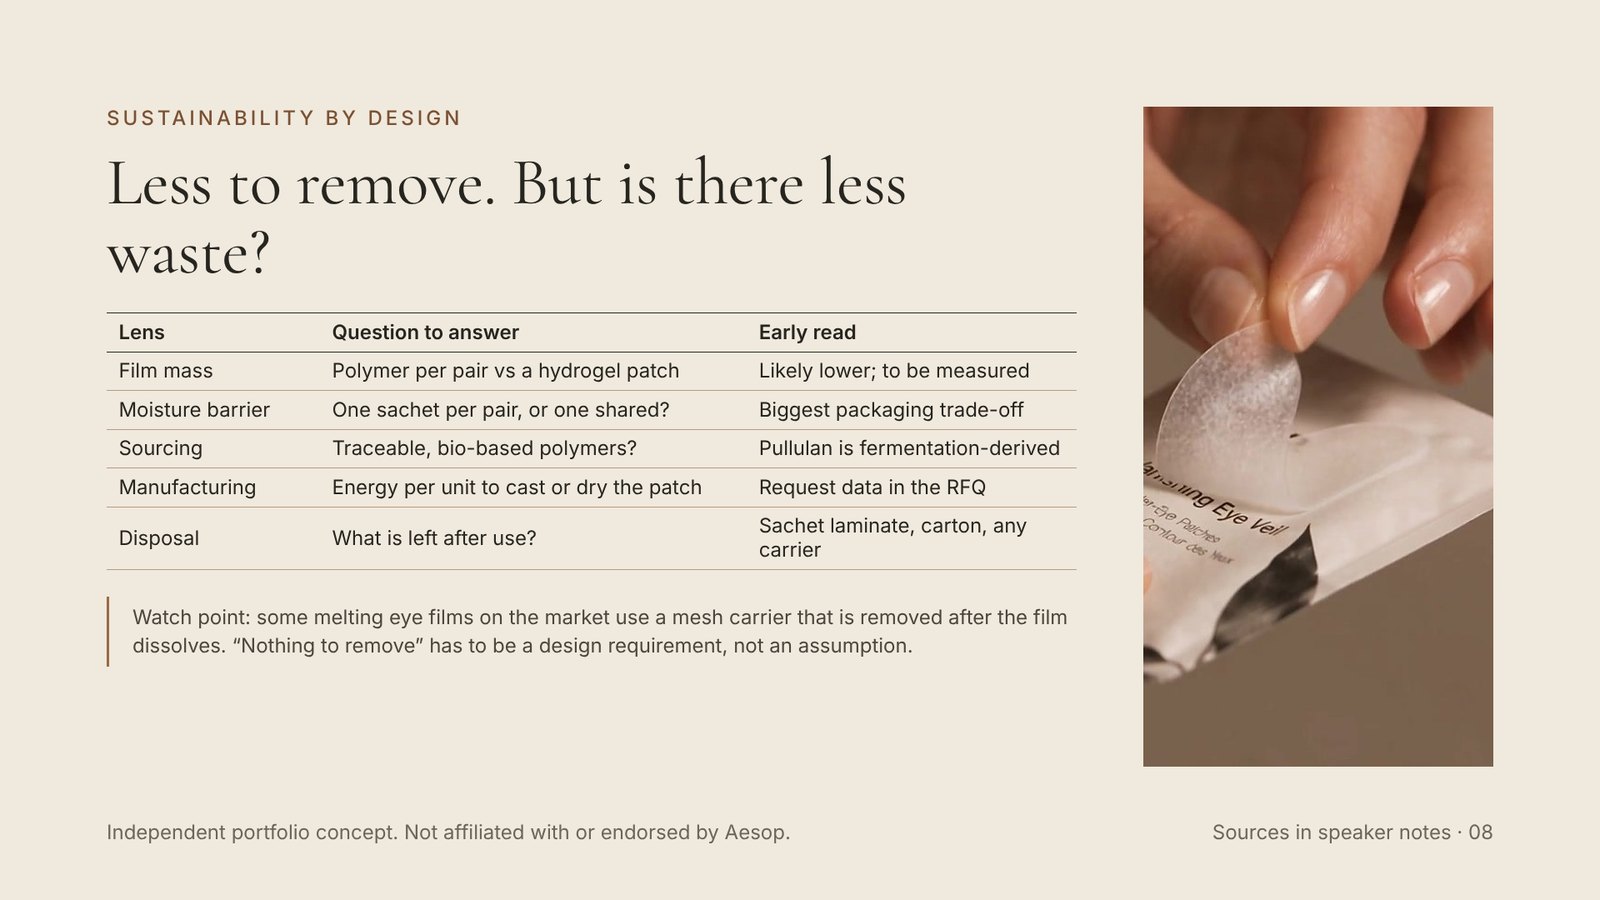 SUSTAINABILITY BY DESIGN
Less to remove. But is there less
waste?
Lens Question to answer Early read
Film mass Polymer per pair vs a hydrogel patch Likely lower; to be measured
Moisture barrier One sachet per pair, or one shared? Biggest packaging trade-off
Sourcing Traceable, bio-based polymers? Pullulan is fermentation-derived
Manufacturing Energy per unit to cast or dry the patch Request data in the RFQ
Disposal What is left after use? Sachet laminate, carton, any
carrier
Watch point: some melting eye films on the market use a mesh carrier that is removed after the film
dissolves. “Nothing to remove” has to be a design requirement, not an assumption.
Eye Veil
Contour des Yeux
Independent portfolio concept. Not affiliated with or endorsed by Aesop.
Sources in speaker notes · 08